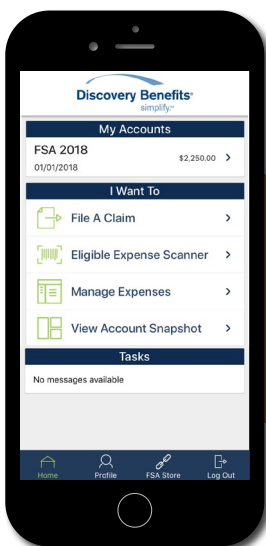 Discovery Benefits®
simplify.℠
My Accounts
FSA 2018
$2,250.00
01/01/2018
I Want To
File A Claim
Eligible Expense Scanner
Manage Expenses
View Account Snapshot
Tasks
No messages available
Home Profile FSA Store Log Out